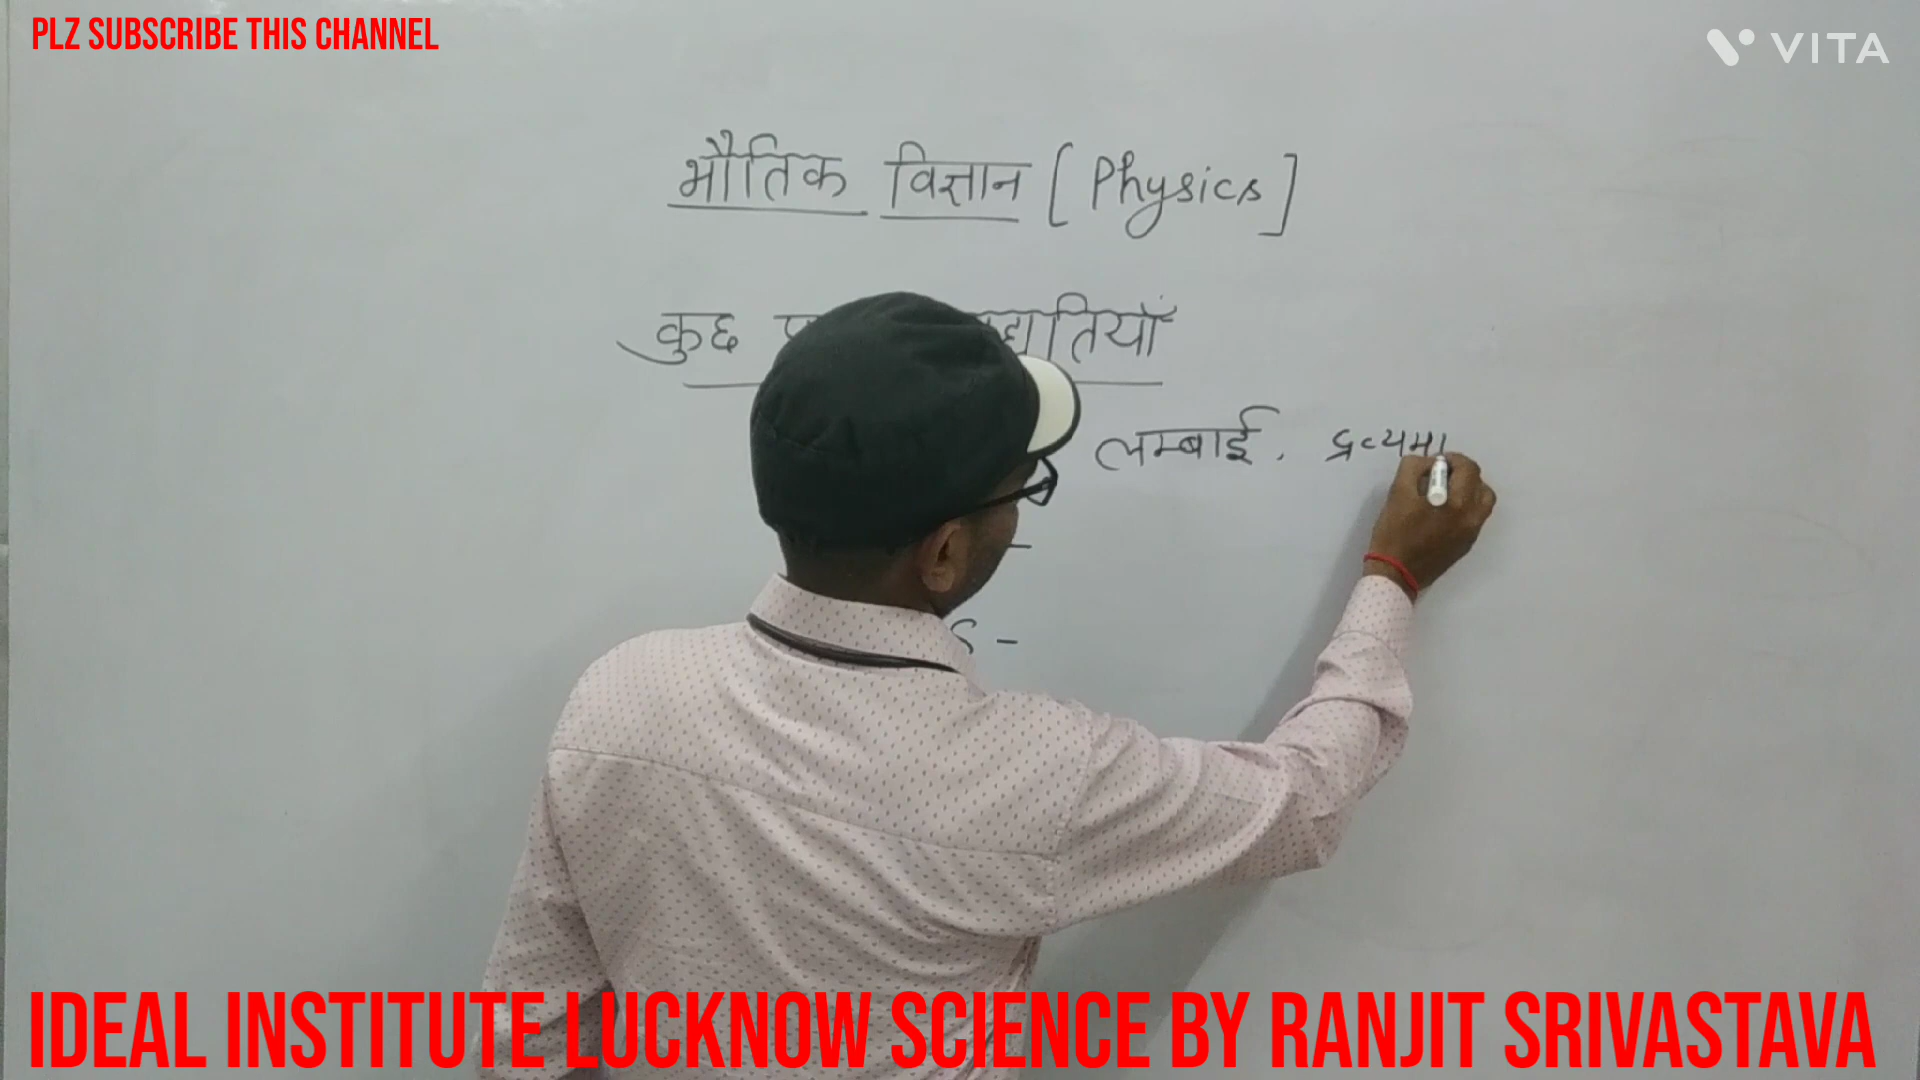 PLZ SUBSCRIBE THIS CHANNEL
VITA
भौतिक विज्ञान [Physics]
कुछ
लम्बाई, द्रव्यमा
-
-
IDEAL INSTITUTE LUCKNOW SCIENCE BY RANJIT SRIVASTAVA